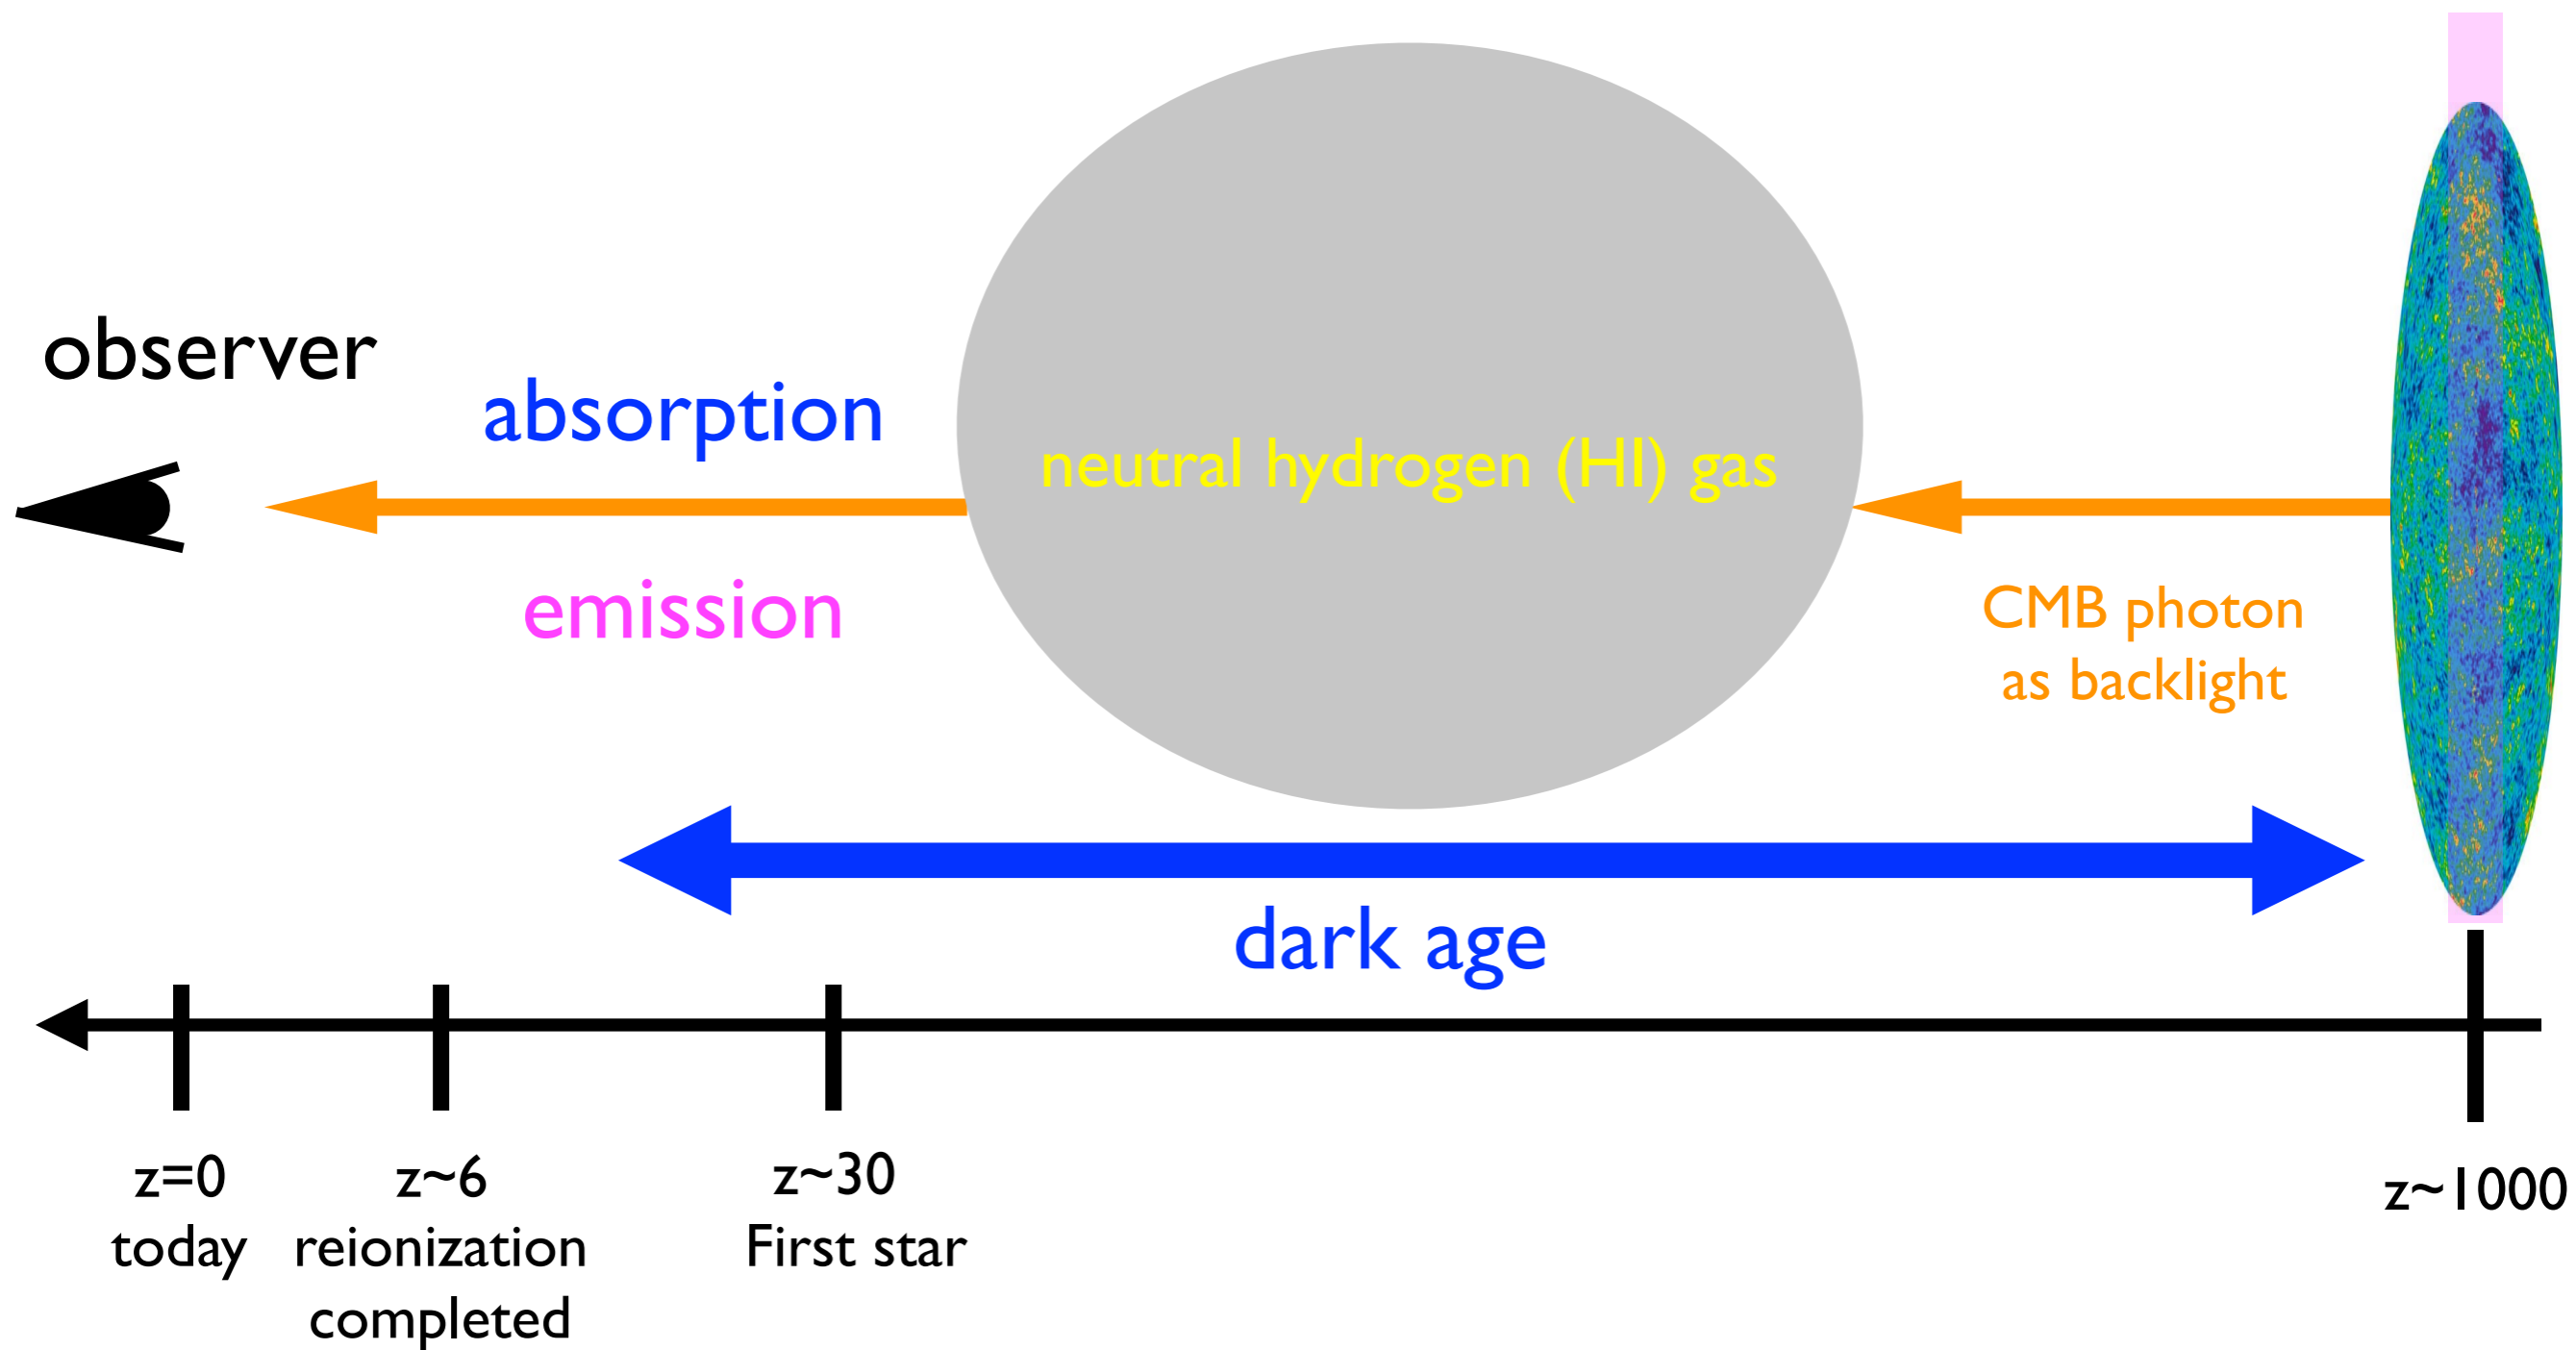 observer
absorption
emission
neutral hydrogen (HI) gas
CMB photon
as backlight
dark age
z=0
today
z~6
reionization
completed
z~30
First star
z~1000